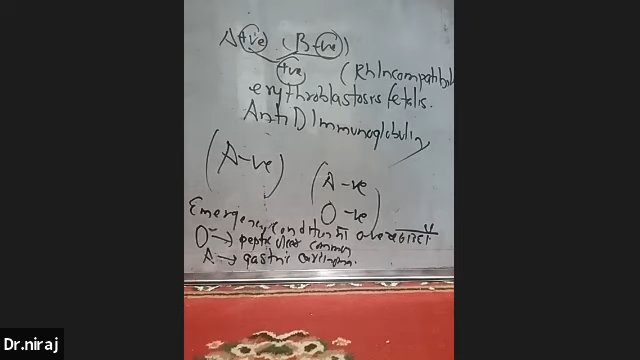 A +ve (B -ve)
+ve (Rh Incompatibili
erythroblastosis fetalis.
Anti D Immunoglobulin
(A-ve)
(A -ve
O -ve)
Emergency condition
O → peptic ulcer common
A → gastric carcinoma.
Dr.niraj